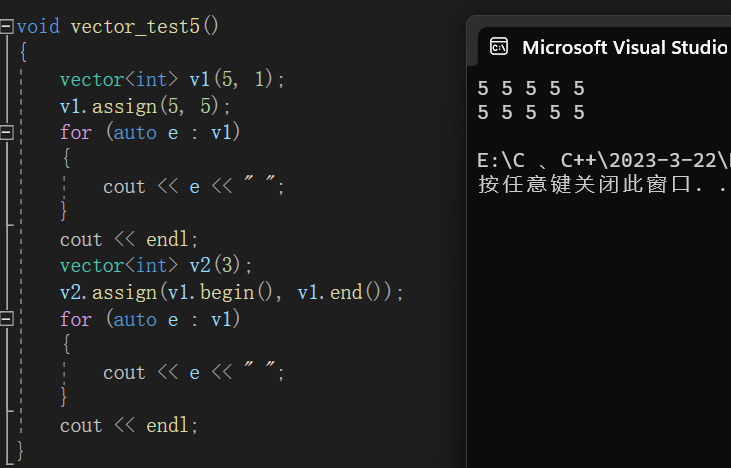 void vector_test5()
{
vector<int> v1(5, 1);
v1.assign(5, 5);
for (auto e : v1)
{
cout << e << " ";
}
cout << endl;
vector<int> v2(3);
v2.assign(v1.begin(), v1.end());
for (auto e : v1)
{
cout << e << " ";
}
cout << endl;
}
Microsoft Visual Studio
5 5 5 5 5
5 5 5 5 5
E:\C 、C++\2023-3-22\
按任意键关闭此窗口. .